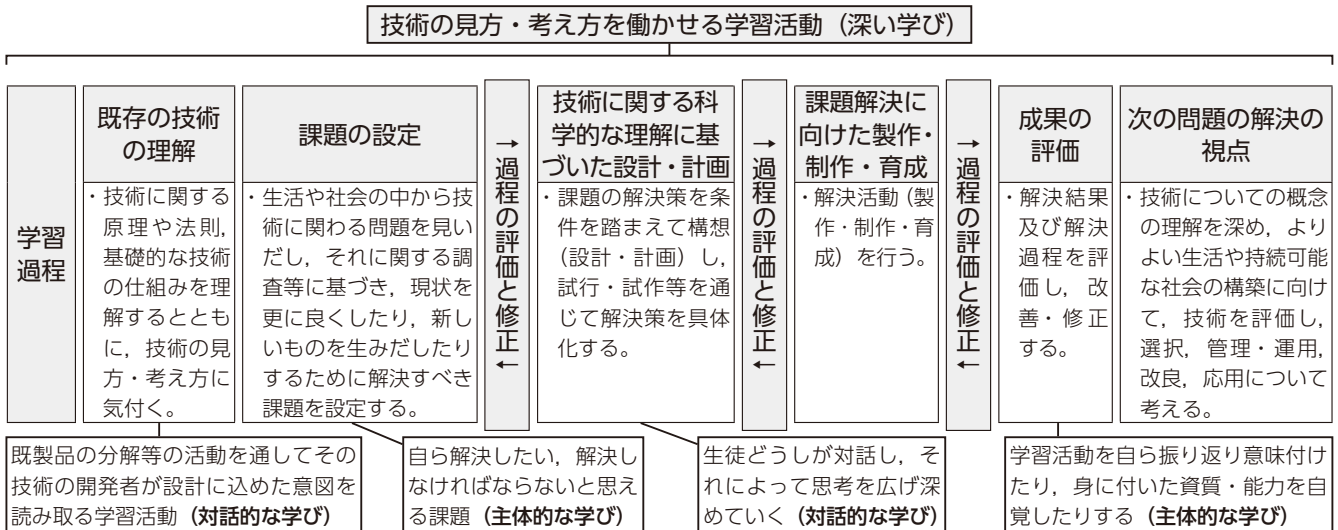 技術の見方・考え方を働かせる学習活動（深い学び）
学習
過程
既存の技術
の理解
・技術に関する
原理や法則，
基礎的な技術
の仕組みを理
解するととも
に，技術の見
方・考え方に
気付く。
課題の設定
・生活や社会の中から技
術に関わる問題を見い
だし，それに関する調
査等に基づき，現状を
更に良くしたり，新し
いものを生みだしたり
するために解決すべき
課題を設定する。
→過程の評価と修正←
技術に関する科
学的な理解に基
づいた設計・計画
・課題の解決策を条
件を踏まえて構想
（設計・計画）し，
試行・試作等を通
じて解決策を具体
化する。
→過程の評価と修正←
課題解決に
向けた製作・
制作・育成
・解決活動（製
作・制作・育
成）を行う。
→過程の評価と修正←
成果の
評価
・解決結果
及び解決
過程を評
価し，改
善・修正
する。
次の問題の解決の
視点
・技術についての概念
の理解を深め，より
よい生活や持続可能
な社会の構築に向け
て，技術を評価し，
選択，管理・運用，
改良，応用について
考える。
既製品の分解等の活動を通してその
技術の開発者が設計に込めた意図を
読み取る学習活動（対話的な学び）
自ら解決したい，解決し
なければならないと思え
る課題（主体的な学び）
生徒どうしが対話し，そ
れによって思考を広げ深
めていく（対話的な学び）
学習活動を自ら振り返り意味付け
たり，身に付いた資質・能力を自
覚したりする（主体的な学び）